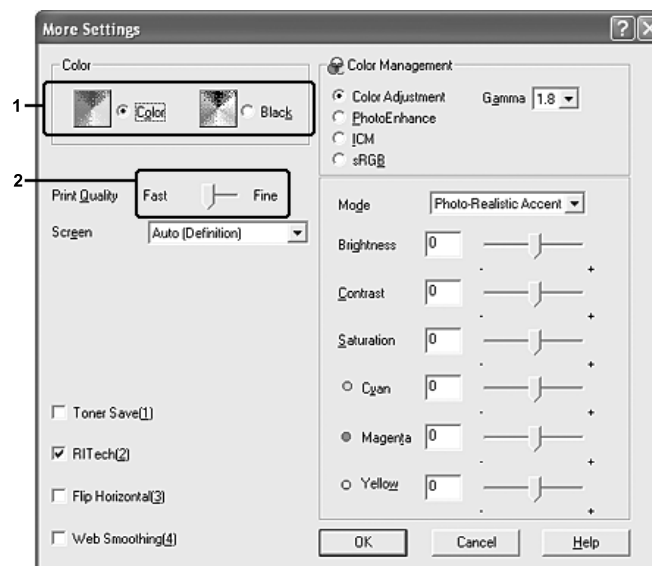 More Settings
Color
1
Color
Black
2
Print Quality
Fast
Fine
Screen
Auto (Definition)
Toner Save(1)
RITech(2)
Flip Horizontal(3)
Web Smoothing(4)
Color Management
Color Adjustment
Gamma
1.8
PhotoEnhance
ICM
sRGB
Mode
Photo-Realistic Accent
Brightness
0
- +
Contrast
0
- +
Saturation
0
- +
Cyan
0
- +
Magenta
0
- +
Yellow
0
- +
OK
Cancel
Help